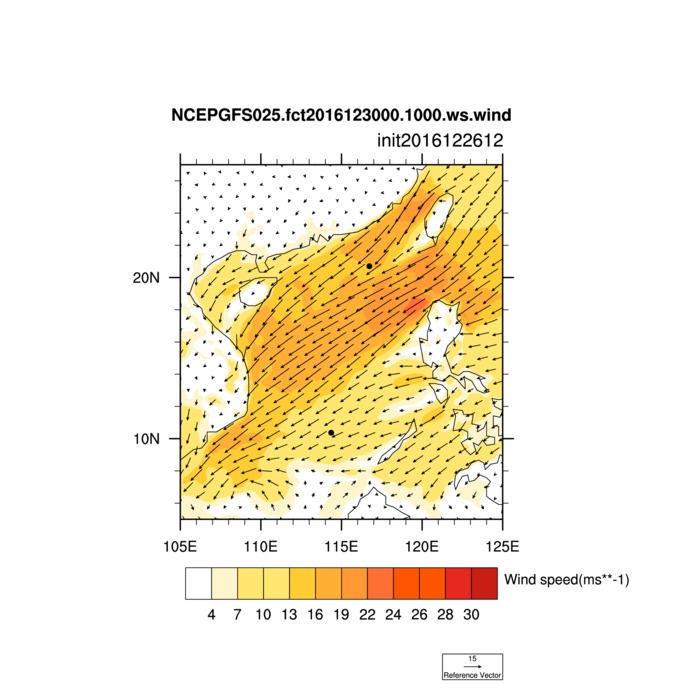 NCEPGFS025.fct2016123000.1000.ws.wind
init2016122612
20N
10N
105E 110E 115E 120E 125E
Wind speed(ms**-1)
4 7 10 13 16 19 22 24 26 28 30
15
Reference Vector